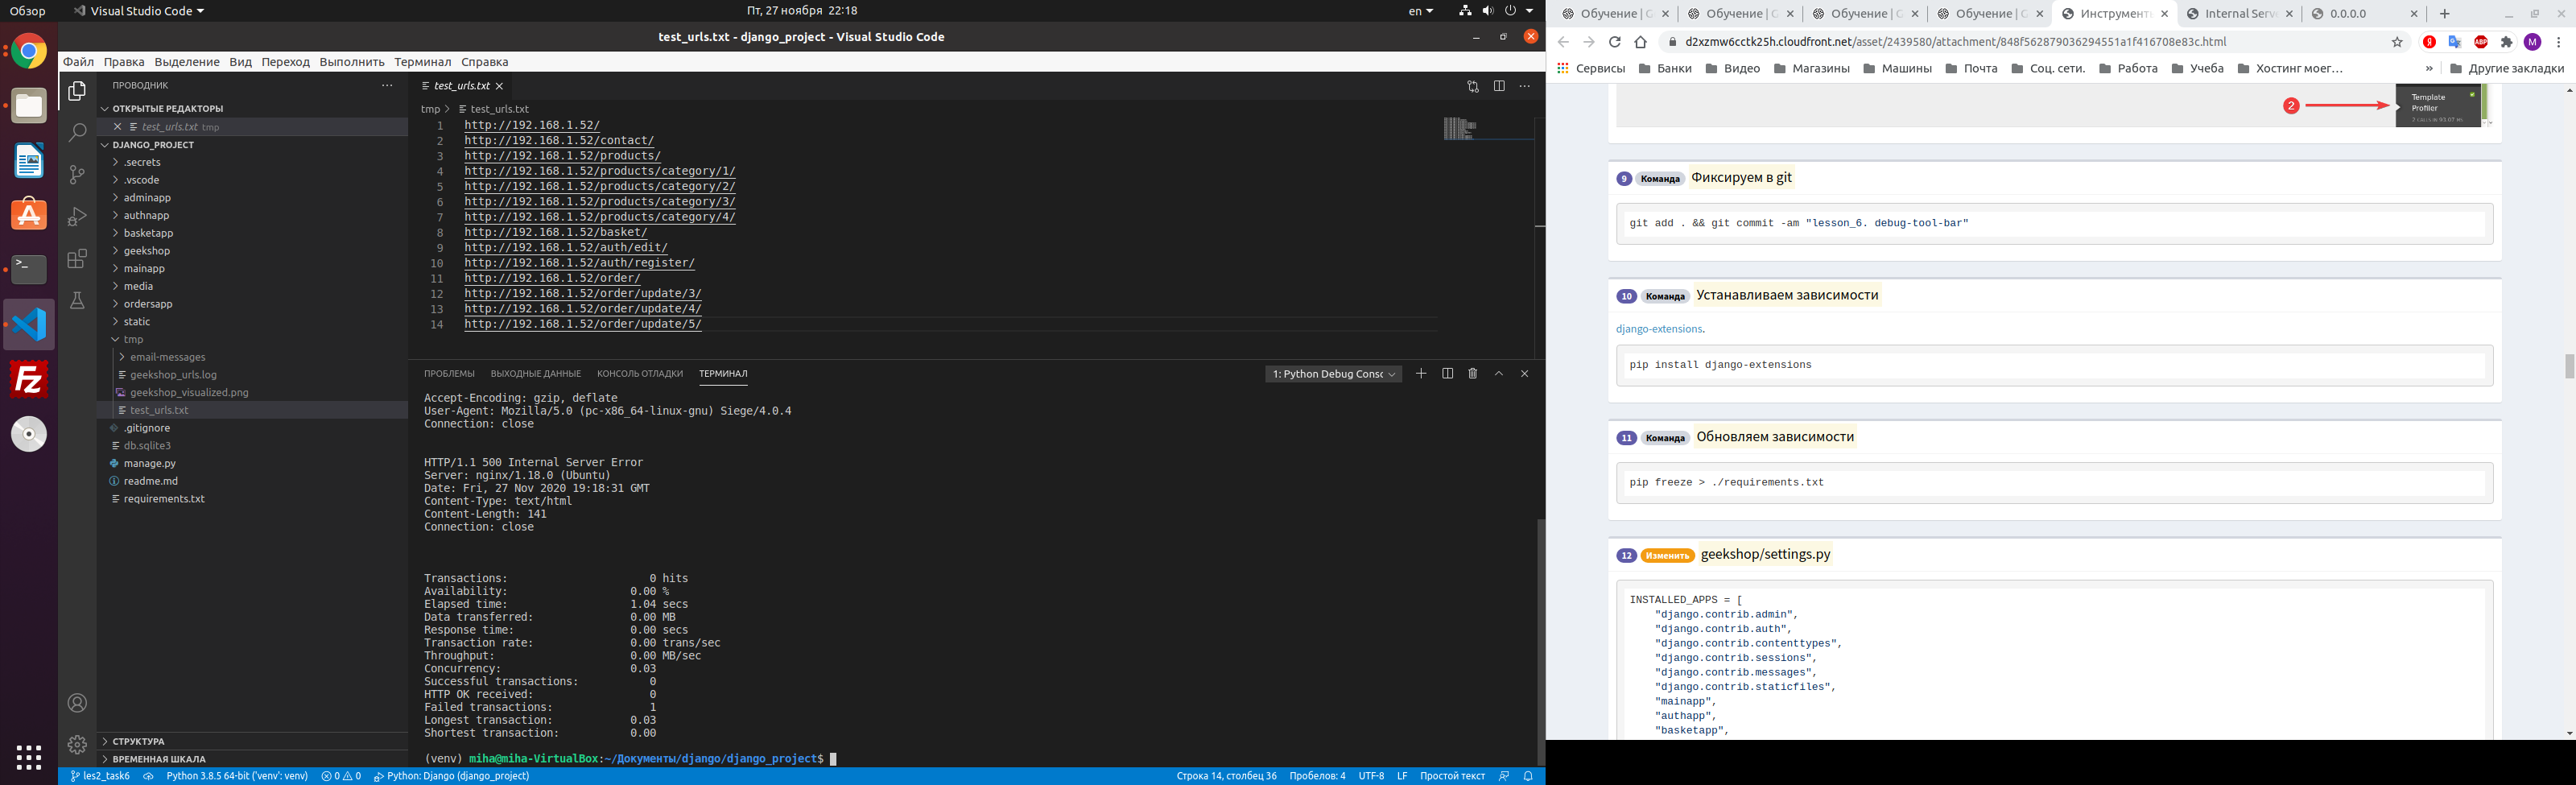 Обзор
Visual Studio Code
Пт, 27 ноября 22:18
en
test_urls.txt - django_project - Visual Studio Code
Файл Правка Выделение Вид Переход Выполнить Терминал Справка
ПРОВОДНИК
ОТКРЫТЫЕ РЕДАКТОРЫ
test_urls.txt tmp
DJANGO_PROJECT
.secrets
.vscode
adminapp
authnapp
basketapp
geekshop
mainapp
media
ordersapp
static
tmp
email-messages
geekshop_urls.log
geekshop_visualized.png
test_urls.txt
.gitignore
db.sqlite3
manage.py
readme.md
requirements.txt
СТРУКТУРА
ВРЕМЕННАЯ ШКАЛА
test_urls.txt
tmp > test_urls.txt
1 http://192.168.1.52/
2 http://192.168.1.52/contact/
3 http://192.168.1.52/products/
4 http://192.168.1.52/products/category/1/
5 http://192.168.1.52/products/category/2/
6 http://192.168.1.52/products/category/3/
7 http://192.168.1.52/products/category/4/
8 http://192.168.1.52/basket/
9 http://192.168.1.52/auth/edit/
10 http://192.168.1.52/auth/register/
11 http://192.168.1.52/order/
12 http://192.168.1.52/order/update/3/
13 http://192.168.1.52/order/update/4/
14 http://192.168.1.52/order/update/5/
ПРОБЛЕМЫ ВЫХОДНЫЕ ДАННЫЕ КОНСОЛЬ ОТЛАДКИ ТЕРМИНАЛ
1: Python Debug Consc
Accept-Encoding: gzip, deflate
User-Agent: Mozilla/5.0 (pc-x86_64-linux-gnu) Siege/4.0.4
Connection: close
HTTP/1.1 500 Internal Server Error
Server: nginx/1.18.0 (Ubuntu)
Date: Fri, 27 Nov 2020 19:18:31 GMT
Content-Type: text/html
Content-Length: 141
Connection: close
Transactions: 0 hits
Availability: 0.00 %
Elapsed time: 1.04 secs
Data transferred: 0.00 MB
Response time: 0.00 secs
Transaction rate: 0.00 trans/sec
Throughput: 0.00 MB/sec
Concurrency: 0.03
Successful transactions: 0
HTTP OK received: 0
Failed transactions: 1
Longest transaction: 0.03
Shortest transaction: 0.00
(venv) miha@miha-VirtualBox:~/Документы/django/django_project$
les2_task6 Python 3.8.5 64-bit ('venv': venv) 0 0 Python: Django (django_project)
Строка 14, столбец 36 Пробелов: 4 UTF-8 LF Простой текст
Обучение | G Обучение | G Обучение | G Обучение | G Инструмент Internal Serv 0.0.0.0
d2xzmw6cctk25h.cloudfront.net/asset/2439580/attachment/848f562879036294551a1f416708e83c.html
Сервисы Банки Видео Магазины Машины Почта Соц. сети. Работа Учеба Хостинг моег… » Другие закладки
2
Template
Profiler
9 Команда Фиксируем в git
git add . && git commit -am "lesson_6. debug-tool-bar"
10 Команда Устанавливаем зависимости
django-extensions.
pip install django-extensions
11 Команда Обновляем зависимости
pip freeze > ./requirements.txt
12 Изменить geekshop/settings.py
INSTALLED_APPS = [
"django.contrib.admin",
"django.contrib.auth",
"django.contrib.contenttypes",
"django.contrib.sessions",
"django.contrib.messages",
"django.contrib.staticfiles",
"mainapp",
"authapp",
"basketapp",